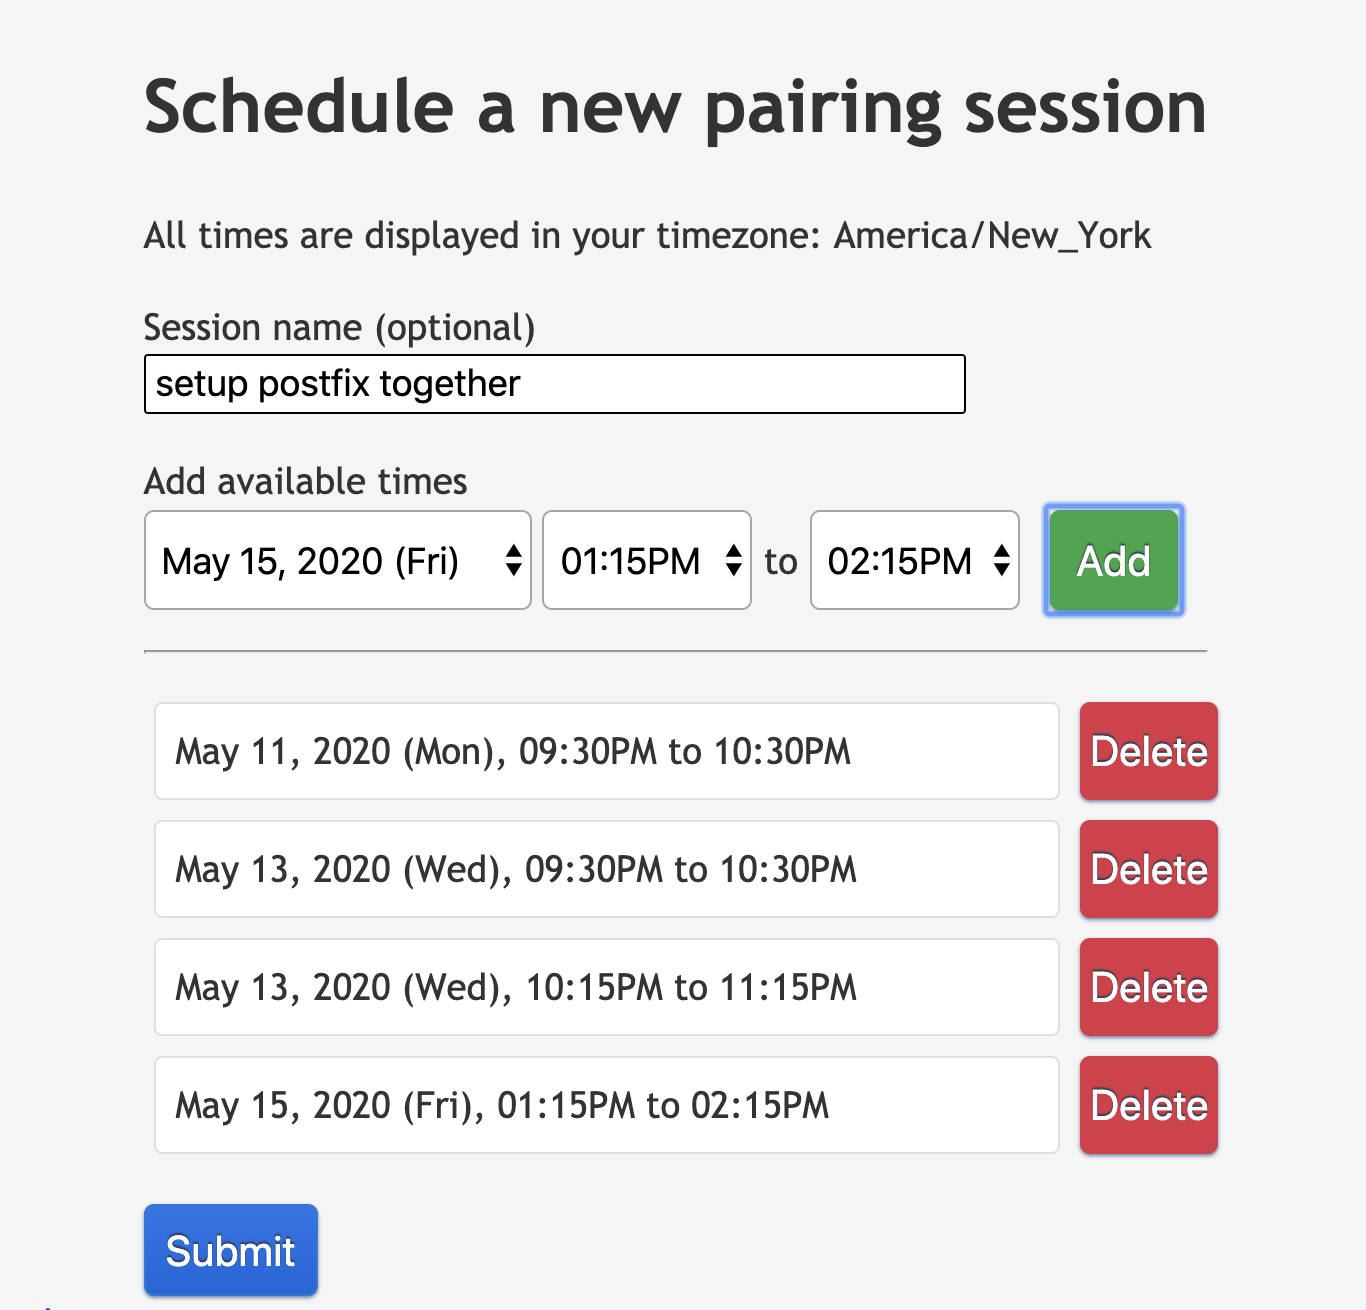 Schedule a new pairing session
All times are displayed in your timezone: America/New_York
Session name (optional)
setup postfix together
Add available times
May 15, 2020 (Fri) 01:15PM to 02:15PM Add
May 11, 2020 (Mon), 09:30PM to 10:30PM Delete
May 13, 2020 (Wed), 09:30PM to 10:30PM Delete
May 13, 2020 (Wed), 10:15PM to 11:15PM Delete
May 15, 2020 (Fri), 01:15PM to 02:15PM Delete
Submit